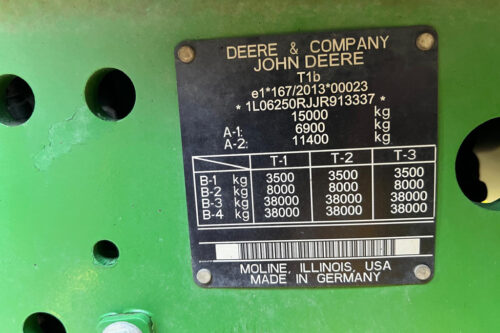 DEERE & COMPANY
JOHN DEERE
T1b
e1*167/2013*00023
* 1L06250RJJR913337 *
15000 kg
A-1: 6900 kg
A-2: 11400 kg
T-1 T-2 T-3
B-1 kg 3500 3500 3500
B-2 kg 8000 8000 8000
B-3 kg 38000 38000 38000
B-4 kg 38000 38000 38000
MOLINE, ILLINOIS, USA
MADE IN GERMANY